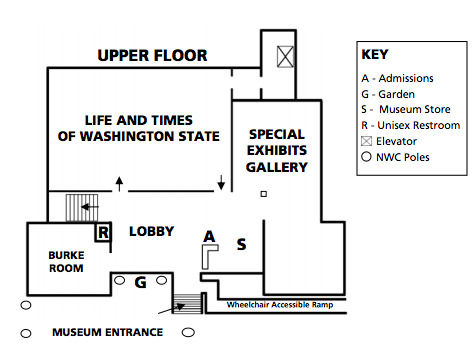 UPPER FLOOR
KEY
A - Admissions
G - Garden
S - Museum Store
R - Unisex Restroom
Elevator
NWC Poles
LIFE AND TIMES
OF WASHINGTON STATE
SPECIAL
EXHIBITS
GALLERY
R
LOBBY
A
S
BURKE
ROOM
G
Wheelchair Accessible Ramp
MUSEUM ENTRANCE